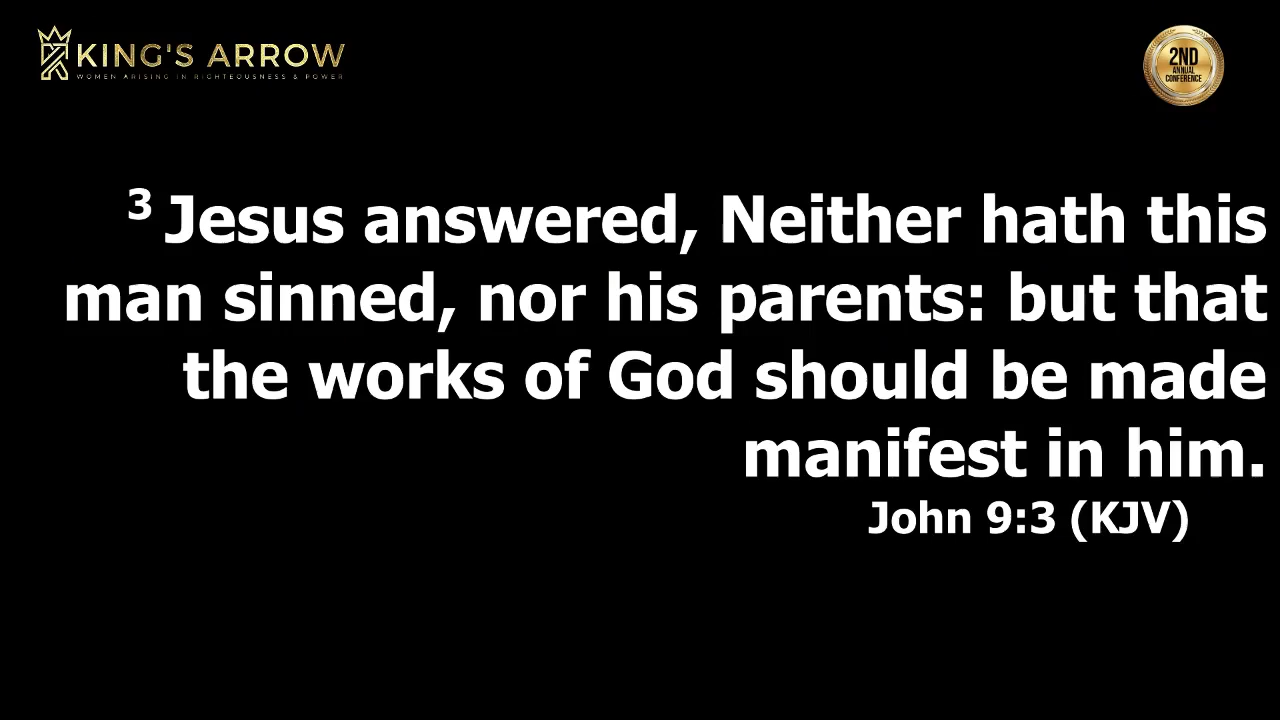 KING'S ARROW
WOMEN ARISING IN RIGHTEOUSNESS & POWER
2ND
ANNUAL
CONFERENCE
3 Jesus answered, Neither hath this
man sinned, nor his parents: but that
the works of God should be made
manifest in him.
John 9:3 (KJV)